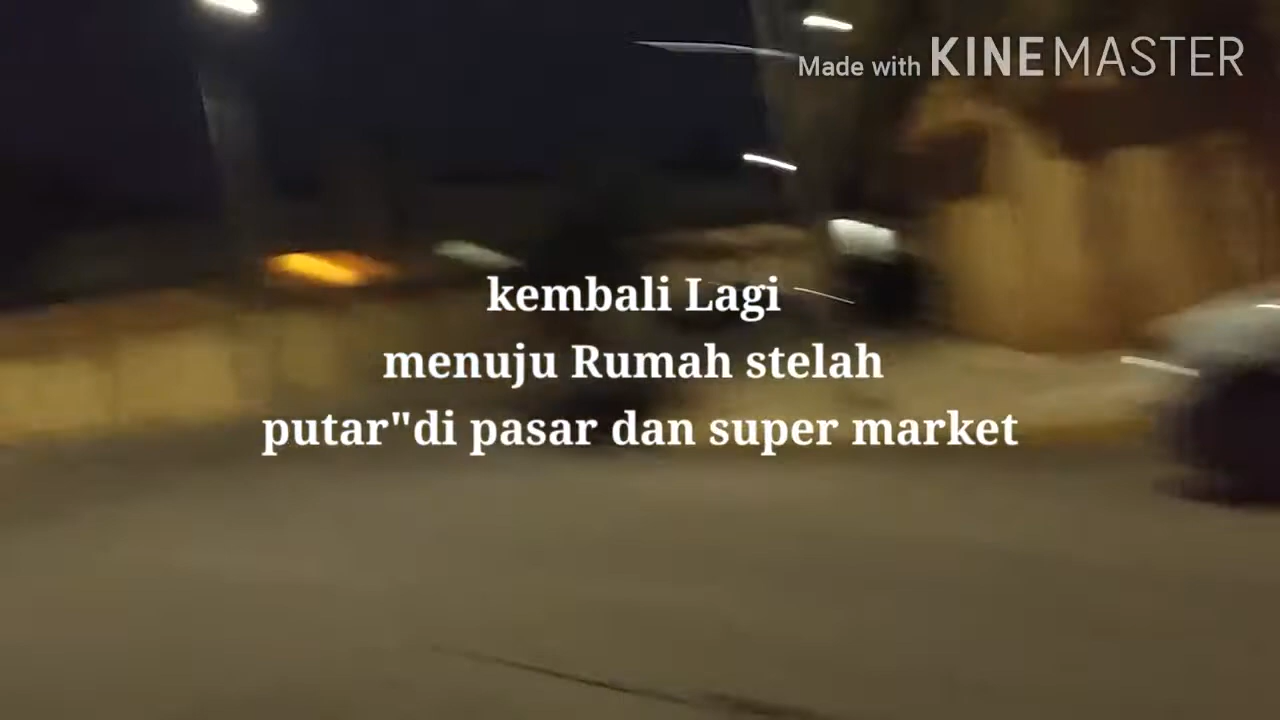 Made with KINEMASTER
kembali Lagi
menuju Rumah stelah
putar"di pasar dan super market